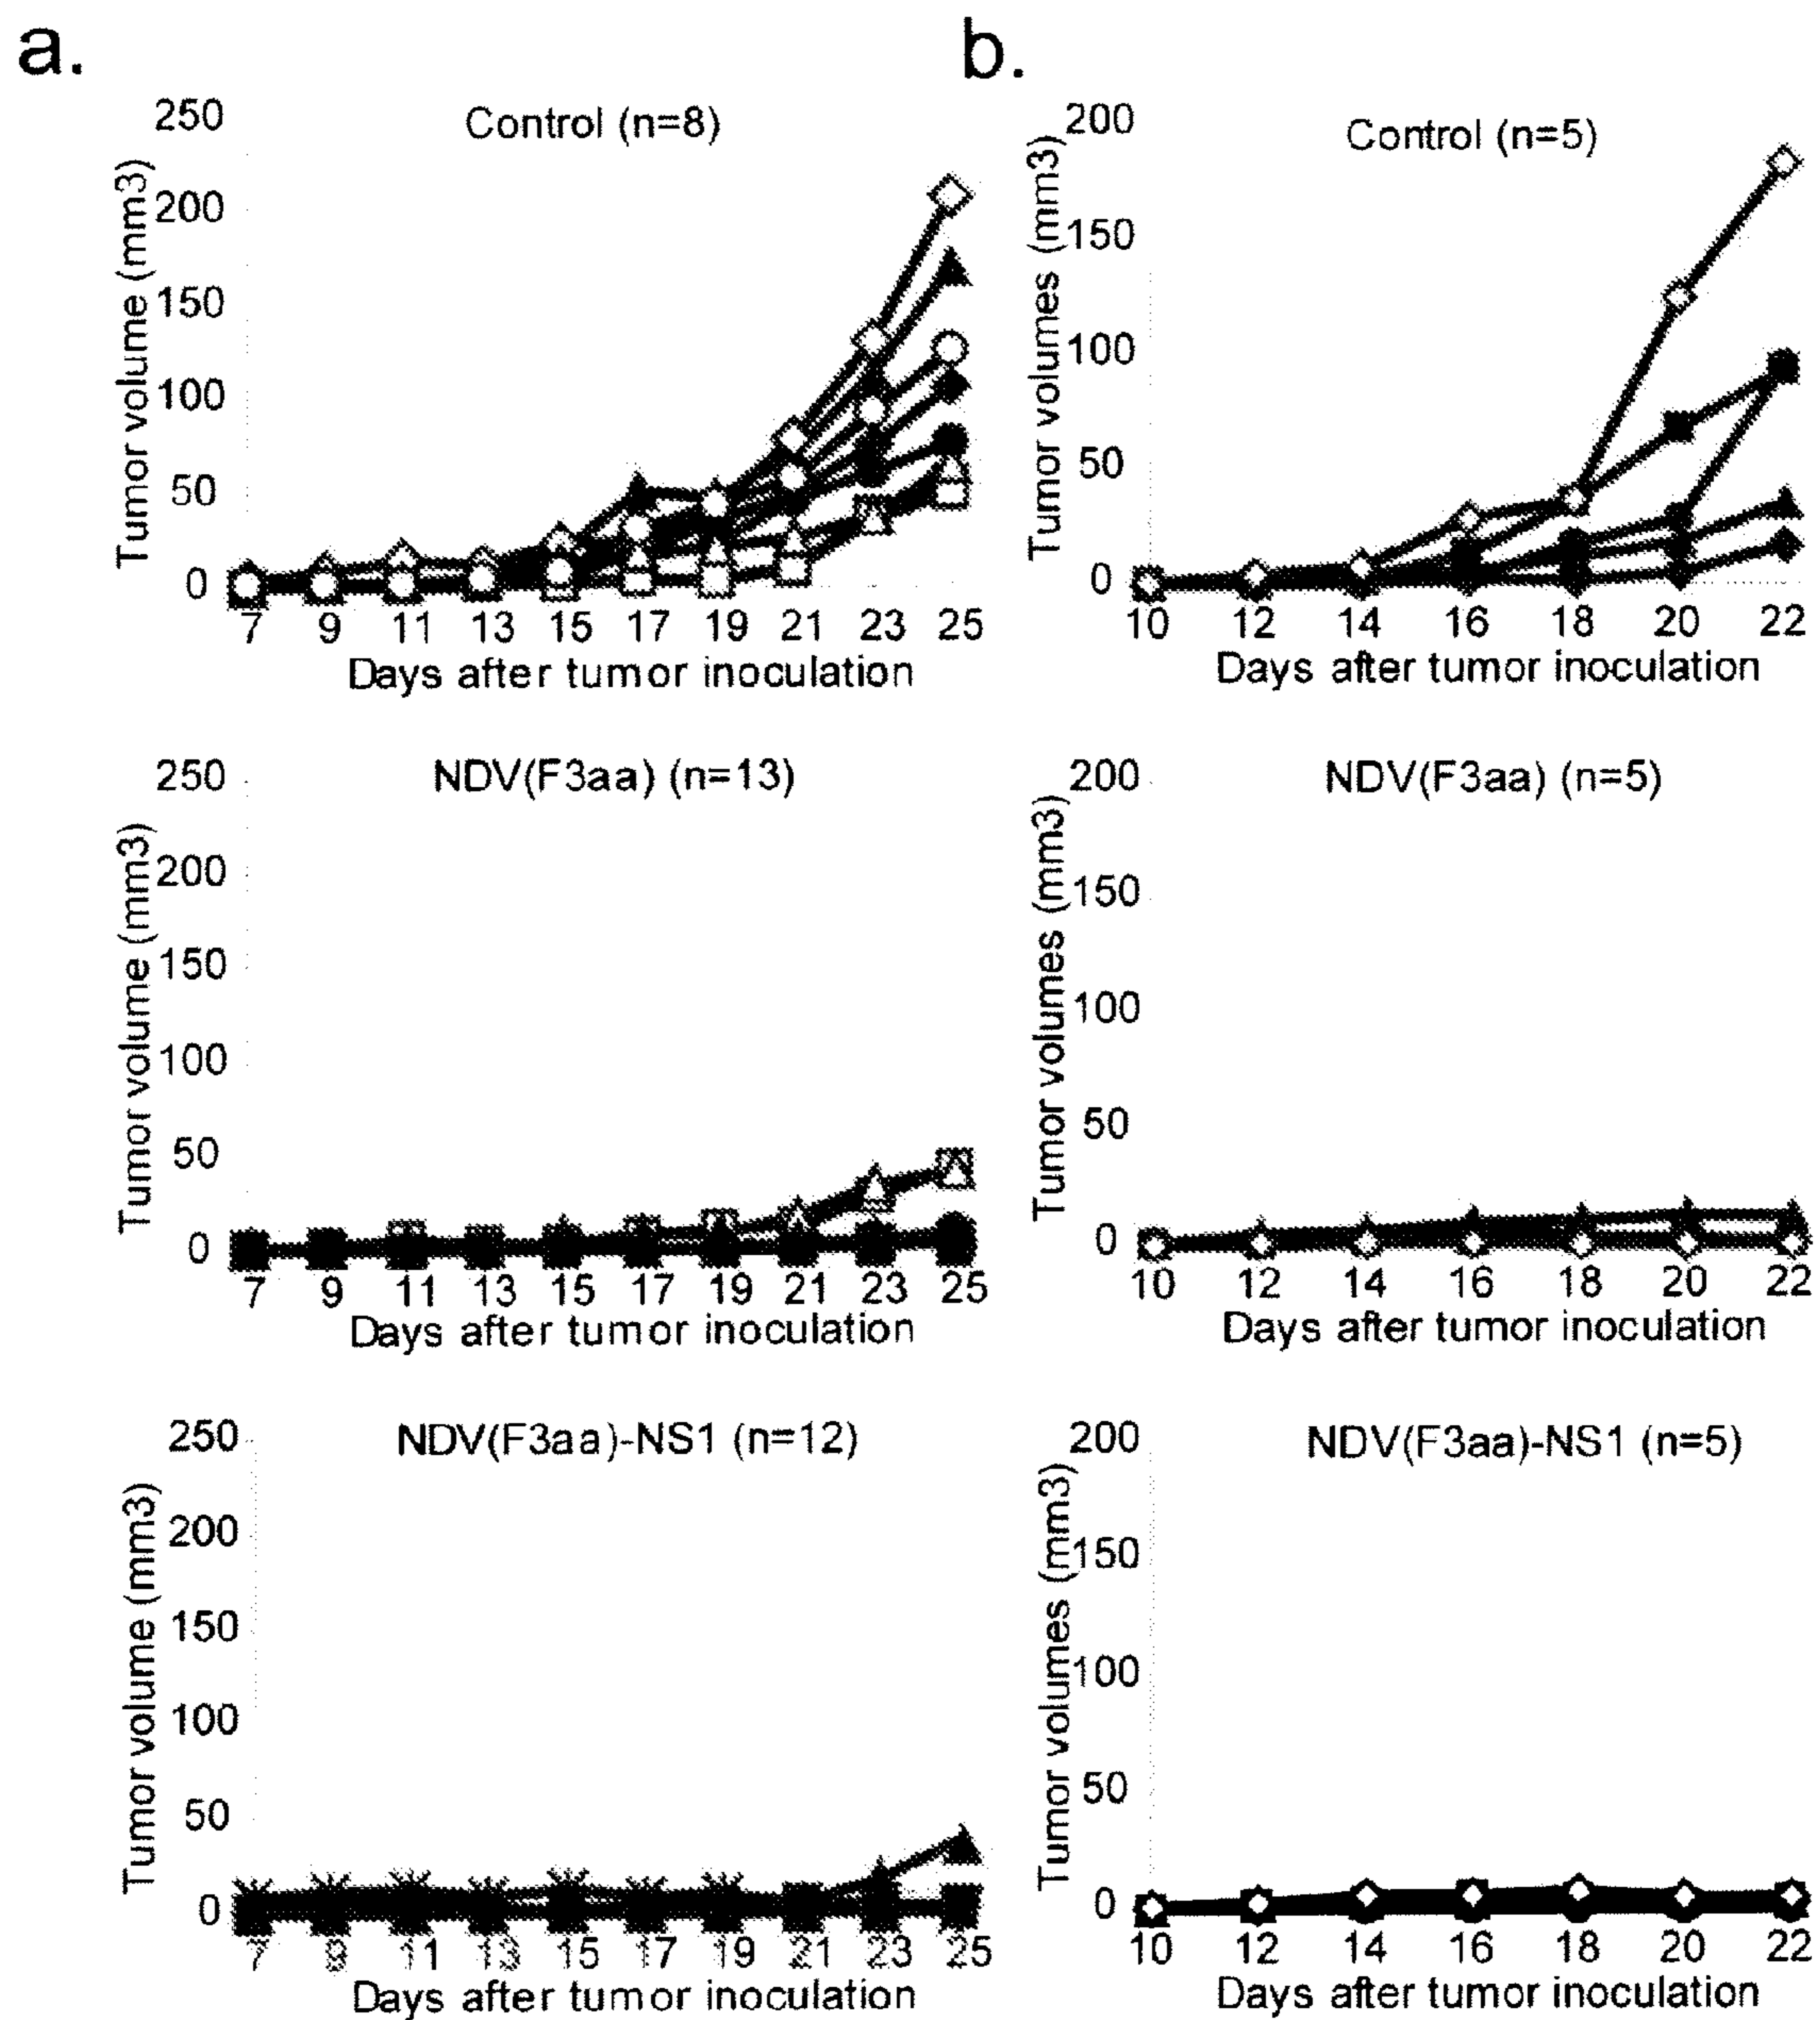 a.
Control (n=8)
Tumor volume (mm3)
250
200
150
100
50
0
7 9 11 13 15 17 19 21 23 25
Days after tumor inoculation
b.
Control (n=5)
Tumor volumes (mm3)
200
150
100
50
0
10 12 14 16 18 20 22
Days after tumor inoculation
NDV(F3aa) (n=13)
Tumor volume (mm3)
250
200
150
100
50
0
7 9 11 13 15 17 19 21 23 25
Days after tumor inoculation
NDV(F3aa) (n=5)
Tumor volumes (mm3)
200
150
100
50
0
10 12 14 16 18 20 22
Days after tumor inoculation
NDV(F3aa)-NS1 (n=12)
Tumor volume (mm3)
250
200
150
100
50
0
7 9 11 13 15 17 19 21 23 25
Days after tumor inoculation
NDV(F3aa)-NS1 (n=5)
Tumor volumes (mm3)
200
150
100
50
0
10 12 14 16 18 20 22
Days after tumor inoculation